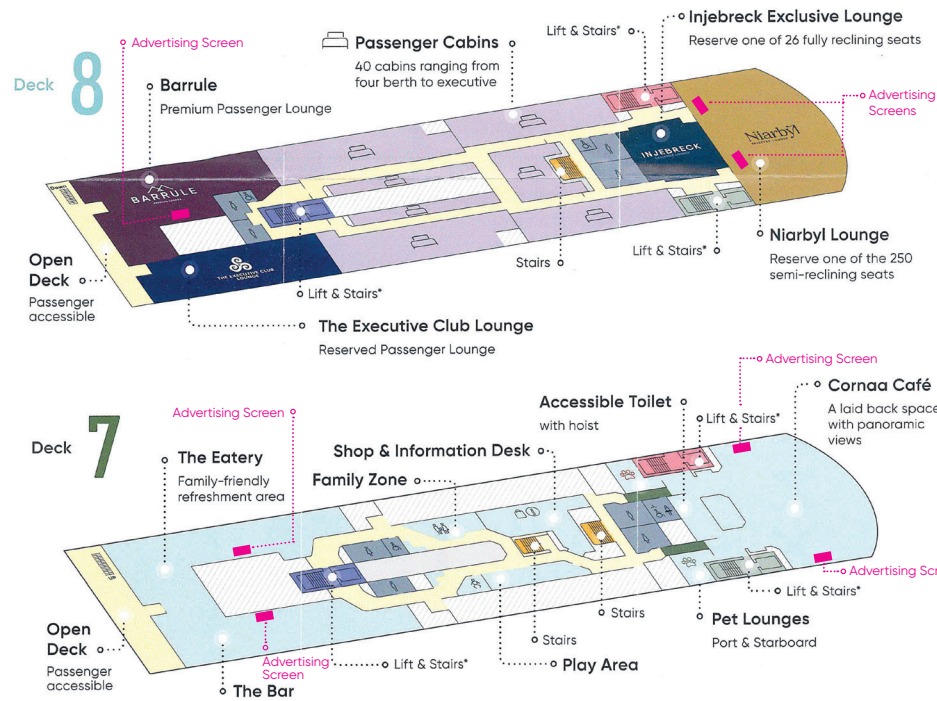 Injebreck Exclusive Lounge
Reserve one of 26 fully reclining seats
Lift & Stairs*
Advertising Screen
Passenger Cabins
40 cabins ranging from
four berth to executive
Deck 8
Barrule
Premium Passenger Lounge
Advertising
Screens
Niarbyl
INJEBRECK
Down
BARRULE
THE EXECUTIVE CLUB
LOUNGE
Open
Deck
Passenger
accessible
Lift & Stairs*
Stairs
Lift & Stairs*
Niarbyl Lounge
Reserve one of the 250
semi-reclining seats
The Executive Club Lounge
Reserved Passenger Lounge
Advertising Screen
Deck 7
Advertising Screen
Accessible Toilet
with hoist
Lift & Stairs*
Cornaa Café
A laid back space
with panoramic
views
The Eatery
Family-friendly
refreshment area
Shop & Information Desk
Family Zone
Advertising Scr
Lift & Stairs*
Stairs
Pet Lounges
Port & Starboard
Open
Deck
Passenger
accessible
Stairs
Advertising
Screen
Lift & Stairs*
Play Area
The Bar